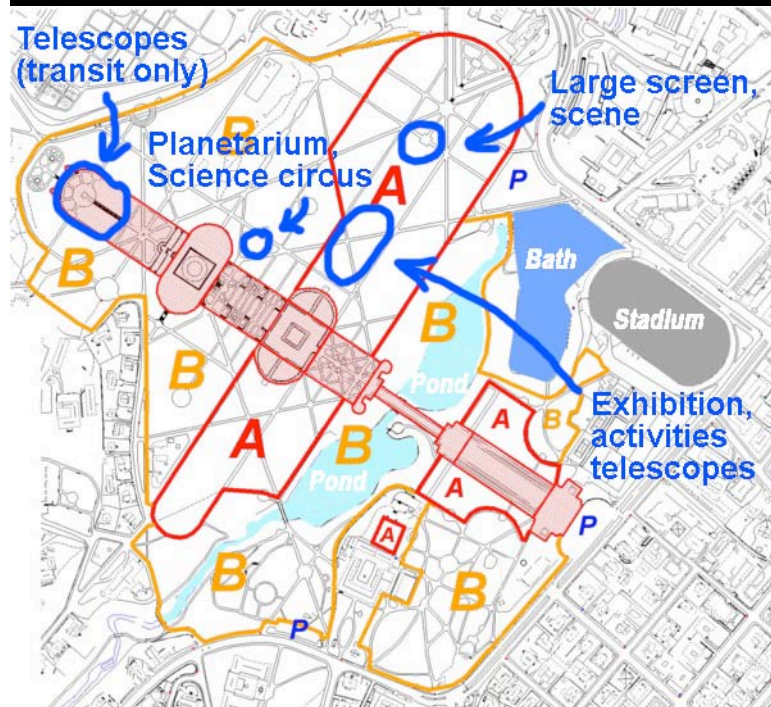 Telescopes
(transit only)
Large screen,
scene
Planetarium,
Science circus
B
A
P
B
Bath
B
Stadium
Pond
B
A
B
Exhibition,
activities
telescopes
A
B
Pond
A
P
A
B
B
P